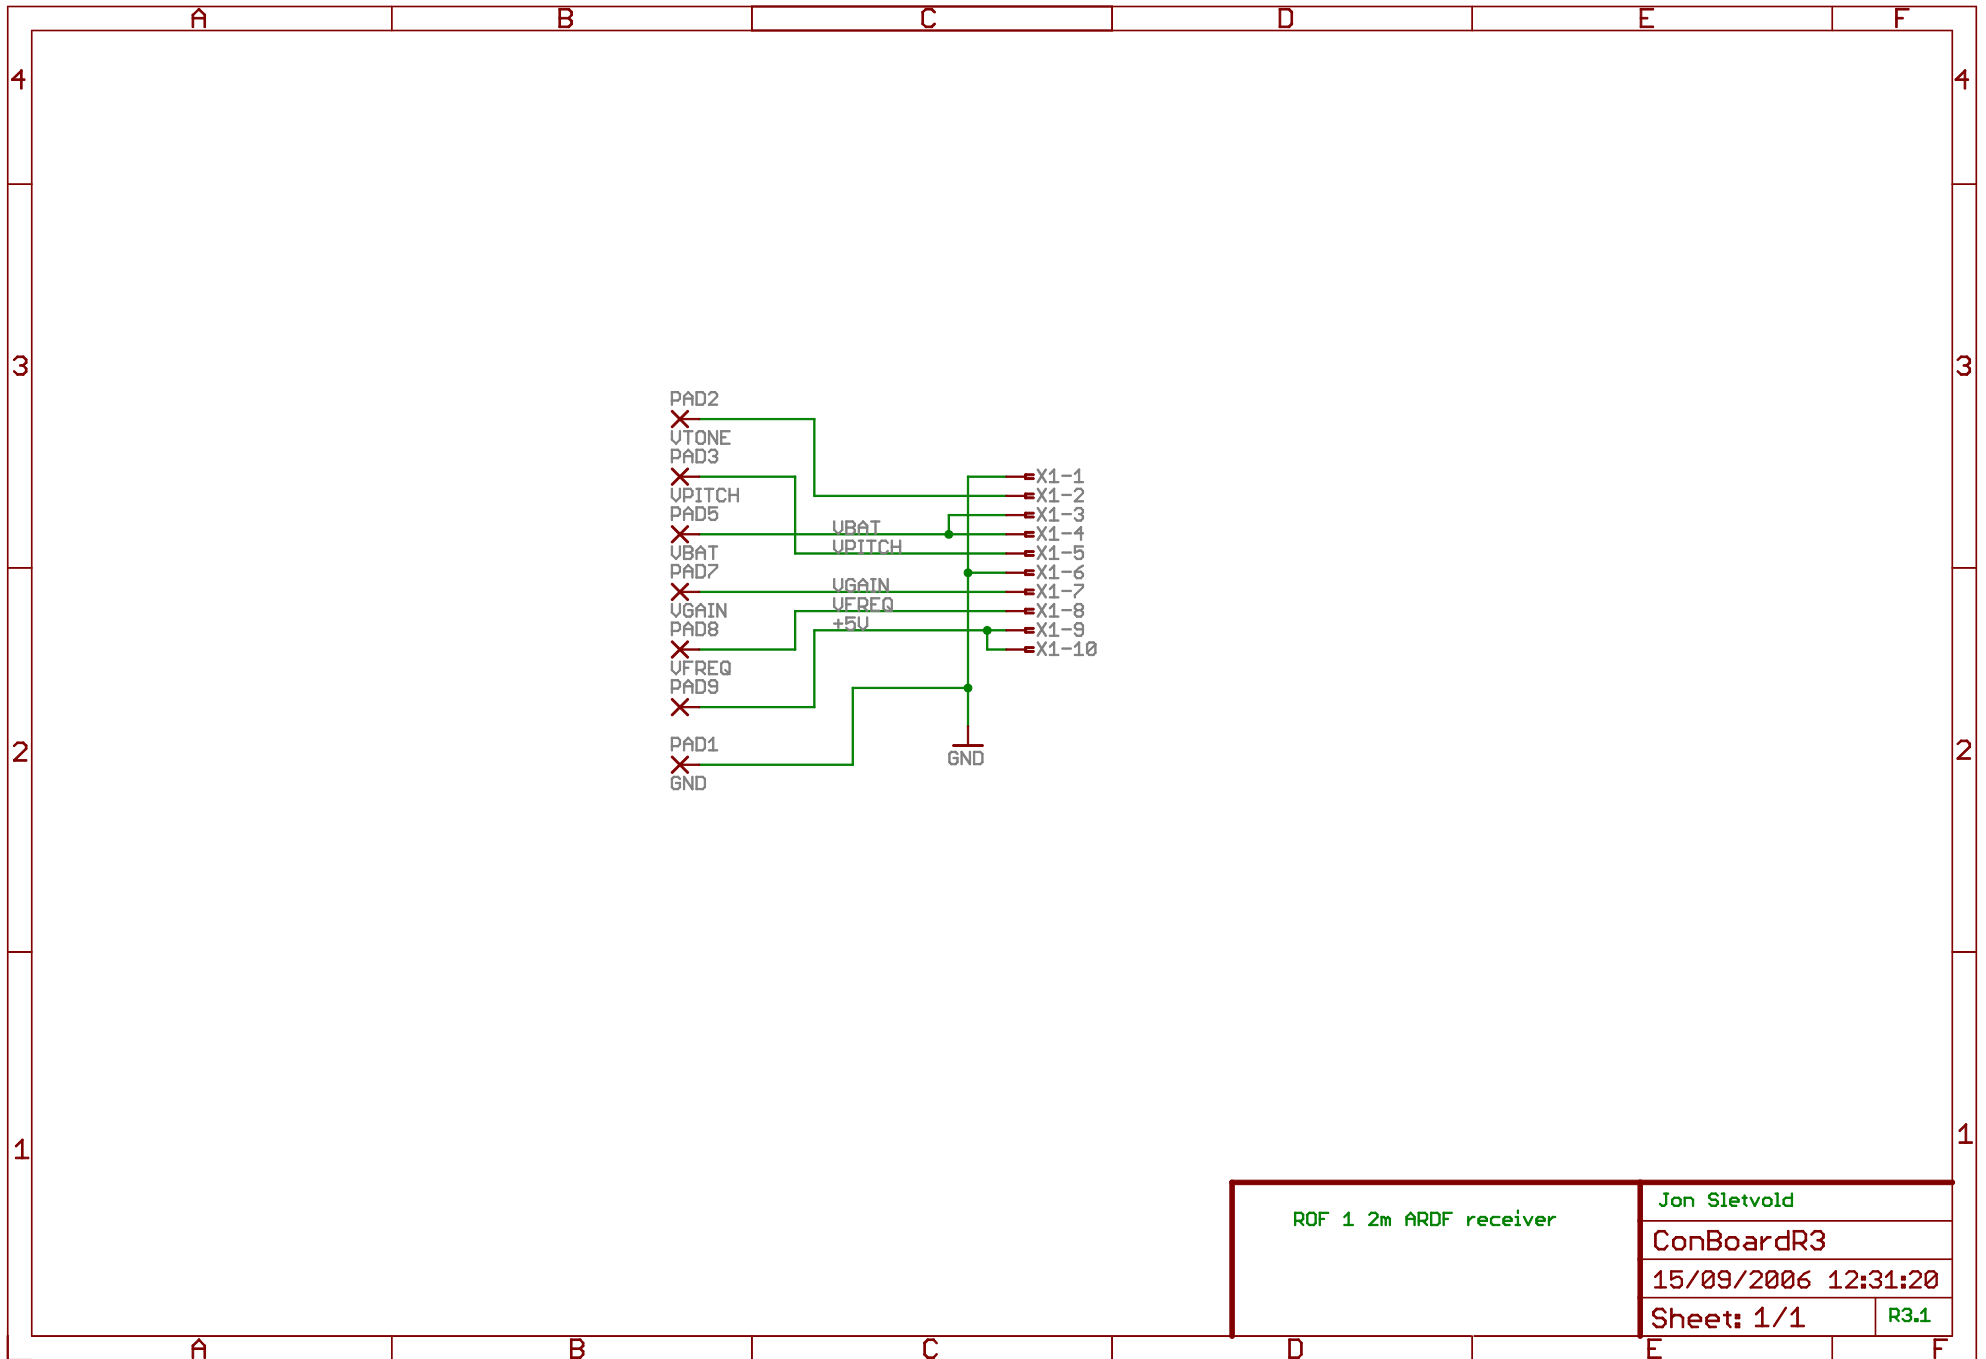 A B C D E F
4 4
3 3
PAD2
VTONE
PAD3
VPITCH
PAD5
VBAT
PAD7
VGAIN
PAD8
VFREQ
PAD9
PAD1
GND
VBAT
VPITCH
VGAIN
VFREQ
+5V
X1-1
X1-2
X1-3
X1-4
X1-5
X1-6
X1-7
X1-8
X1-9
X1-10
GND
2 2
1 1
ROF 1 2m ARDF receiver
Jon Sletvold
ConBoardR3
15/09/2006 12:31:20
Sheet: 1/1
R3.1
A B C D E F